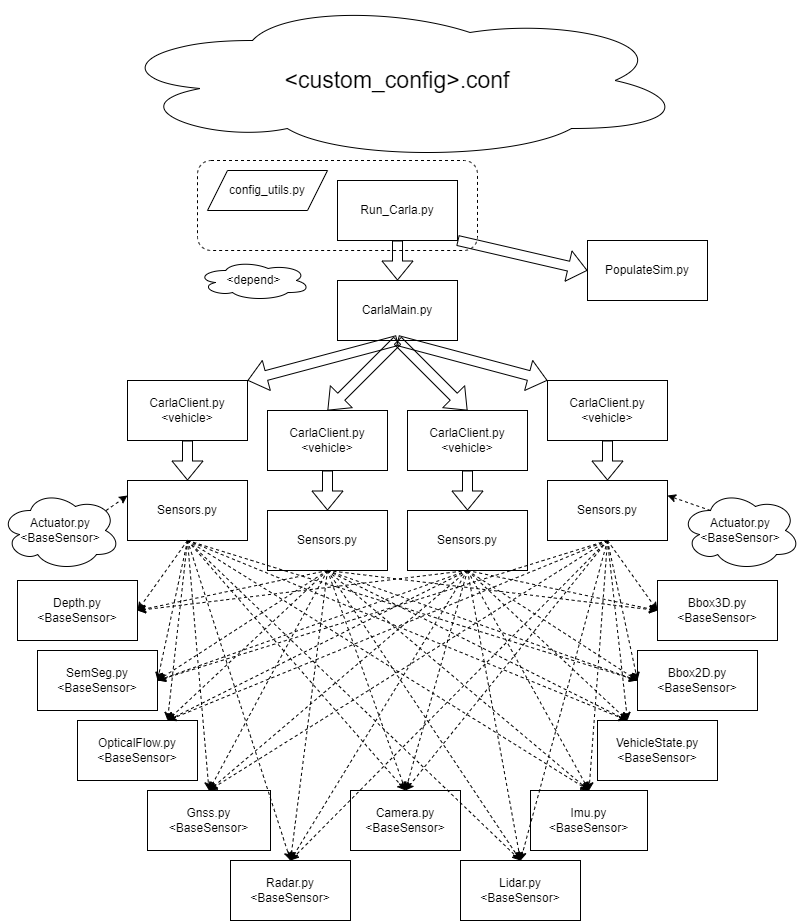 <custom_config>.conf
config_utils.py
Run_Carla.py
<depend>
PopulateSim.py
CarlaMain.py
CarlaClient.py
<vehicle>
CarlaClient.py
<vehicle>
CarlaClient.py
<vehicle>
CarlaClient.py
<vehicle>
Actuator.py
<BaseSensor>
Sensors.py
Sensors.py
Sensors.py
Sensors.py
Actuator.py
<BaseSensor>
Depth.py
<BaseSensor>
Bbox3D.py
<BaseSensor>
SemSeg.py
<BaseSensor>
Bbox2D.py
<BaseSensor>
OpticalFlow.py
<BaseSensor>
VehicleState.py
<BaseSensor>
Gnss.py
<BaseSensor>
Camera.py
<BaseSensor>
Imu.py
<BaseSensor>
Radar.py
<BaseSensor>
Lidar.py
<BaseSensor>